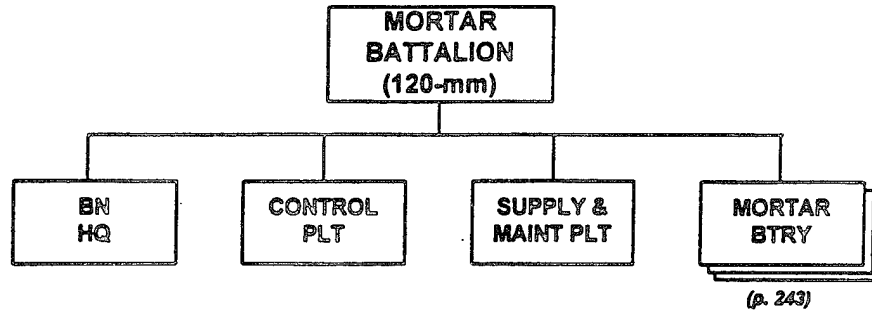 MORTAR
BATTALION
(120-mm)
BN
HQ
CONTROL
PLT
SUPPLY &
MAINT PLT
MORTAR
BTRY
(p. 243)